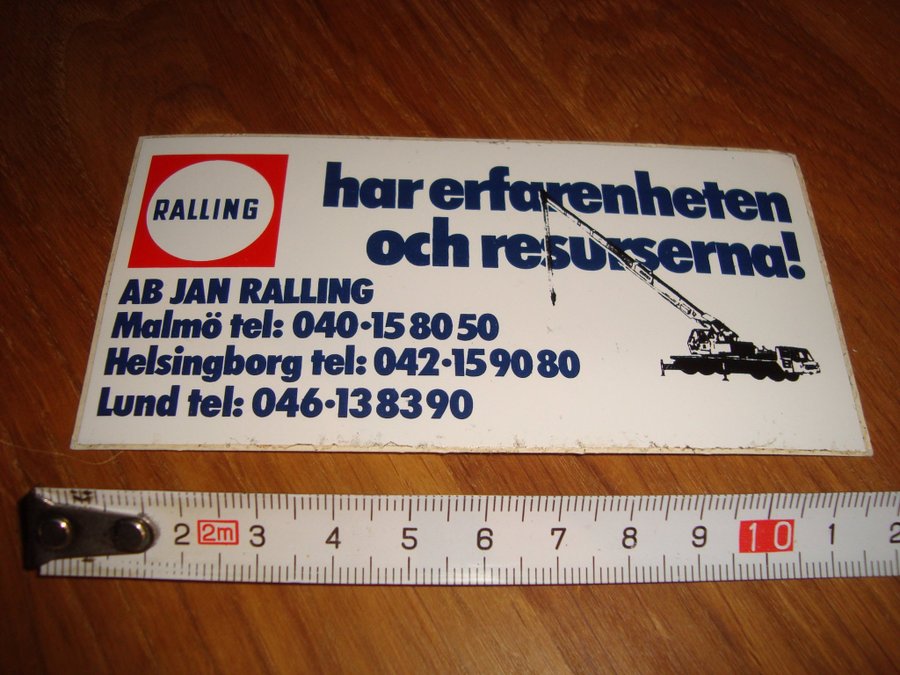 RALLING
har erfarenheten
och resurserna!
AB JAN RALLING
Malmö tel: 040·15 80 50
Helsingborg tel: 042·15 90 80
Lund tel: 046·13 83 90
2 2m 3 4 5 6 7 8 9 10 1 2